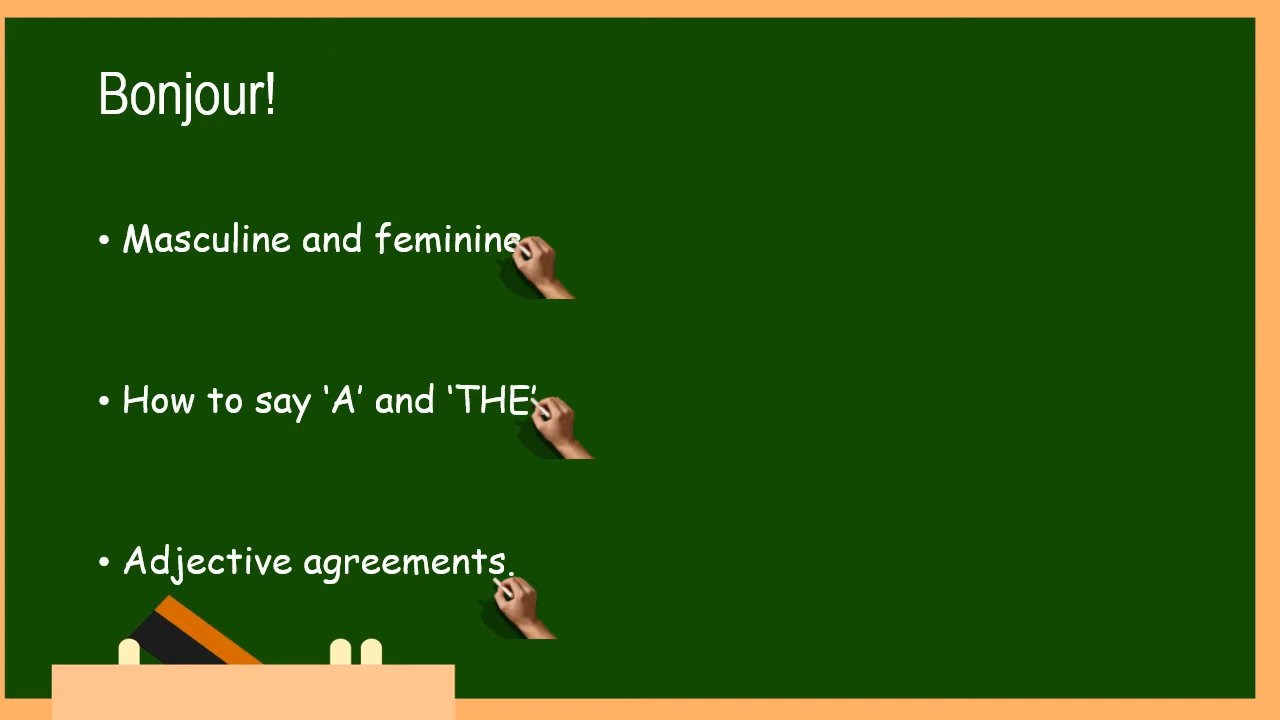 Bonjour!
• Masculine and feminine
• How to say ‘A’ and ‘THE’
• Adjective agreements.